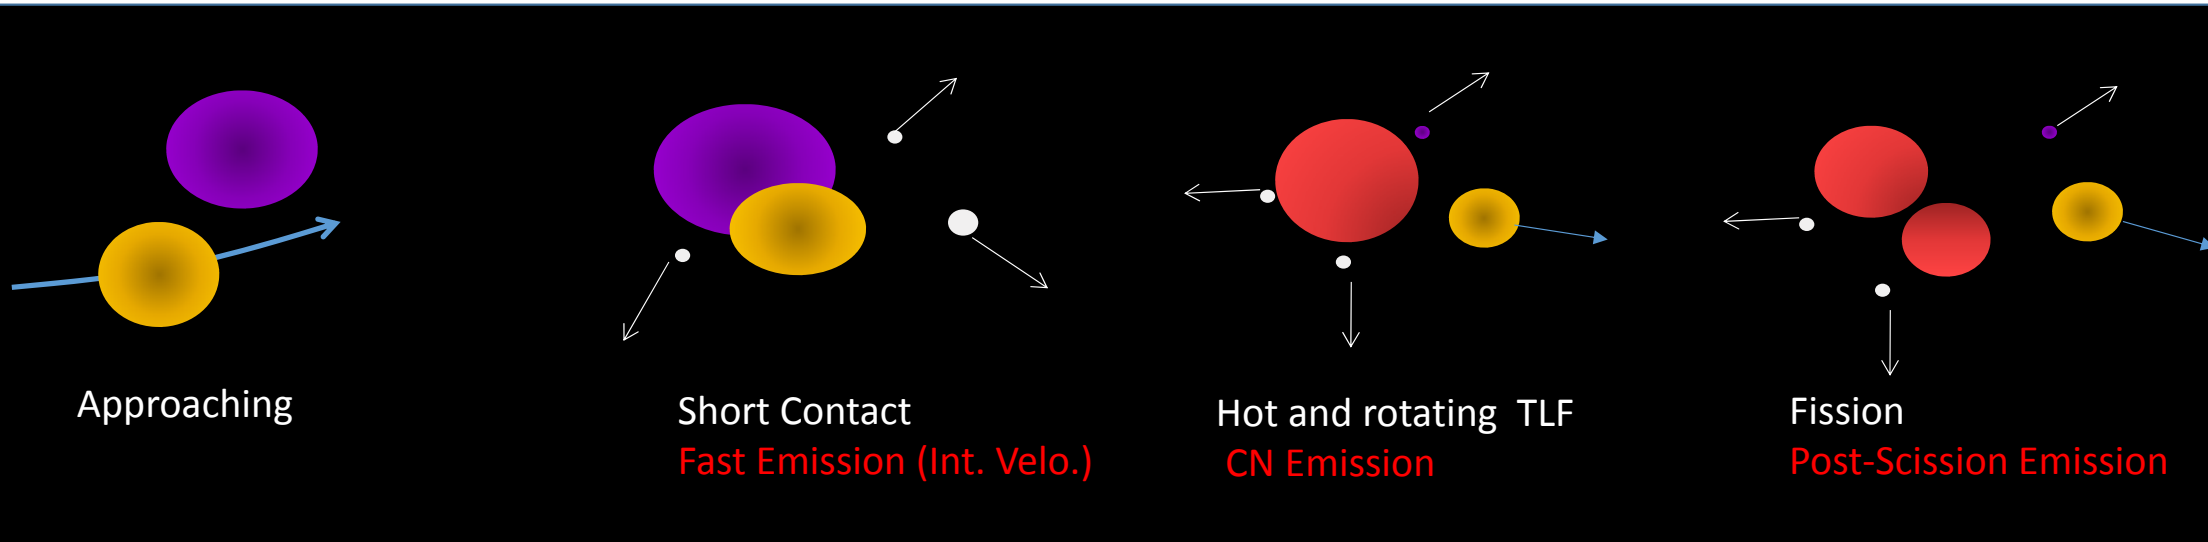 Approaching
Short Contact
Fast Emission (Int. Velo.)
Hot and rotating TLF
CN Emission
Fission
Post-Scission Emission